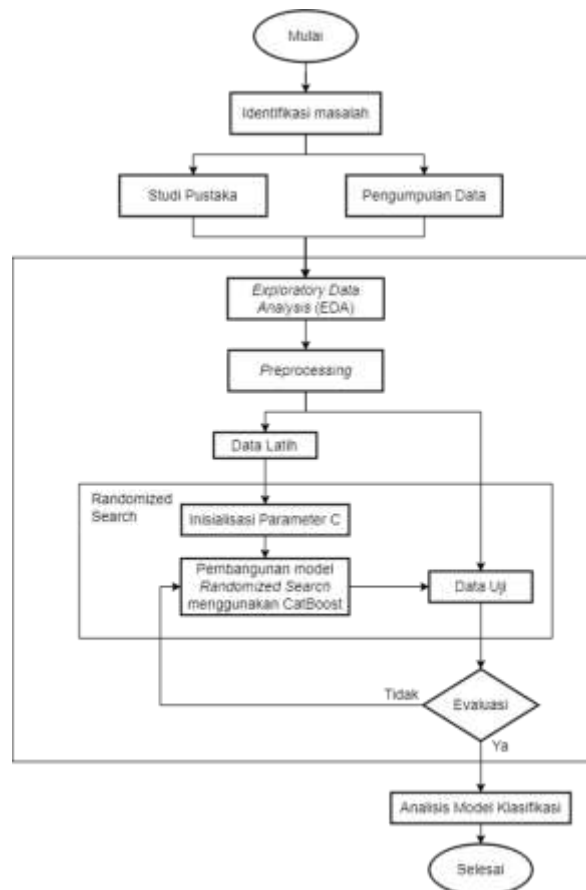 Mulai
Identifikasi masalah
Studi Pustaka
Pengumpulan Data
Exploratory Data
Analysis (EDA)
Preprocessing
Data Latih
Randomized
Search
Inisialisasi Parameter C
Pembangunan model
Randomized Search
menggunakan CatBoost
Data Uji
Tidak
Evaluasi
Ya
Analisis Model Klasifikasi
Selesai